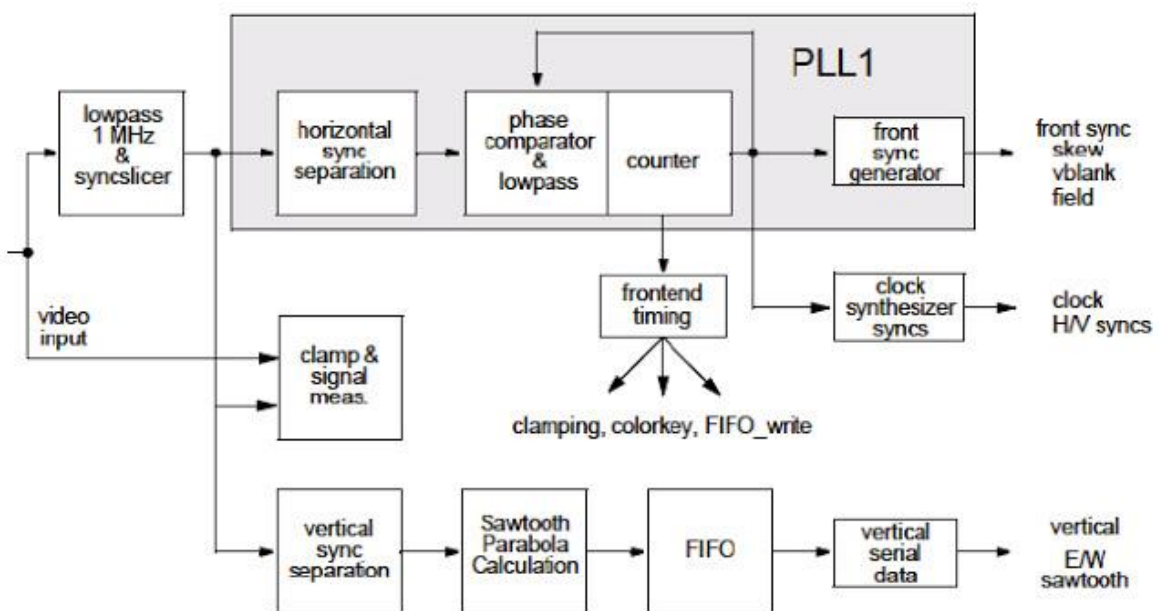 PLL1
lowpass
1 MHz
&
syncslicer
horizontal
sync
separation
phase
comparator
&
lowpass
counter
front
sync
generator
front sync
skew
vblank
field
video
input
clamp &
signal
meas.
frontend
timing
clock
synthesizer
syncs
clock
H/V syncs
clamping, colorkey, FIFO_write
vertical
sync
separation
Sawtooth
Parabola
Calculation
FIFO
vertical
serial
data
vertical
E/W
sawtooth